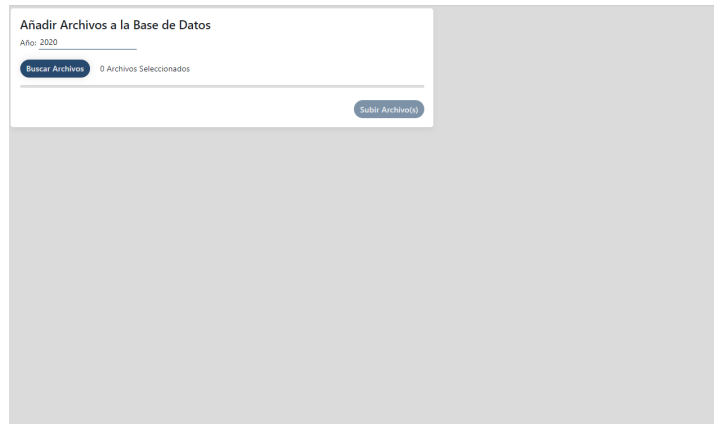 Añadir Archivos a la Base de Datos
Año: 2020
Buscar Archivos 0 Archivos Seleccionados
Subir Archivo(s)